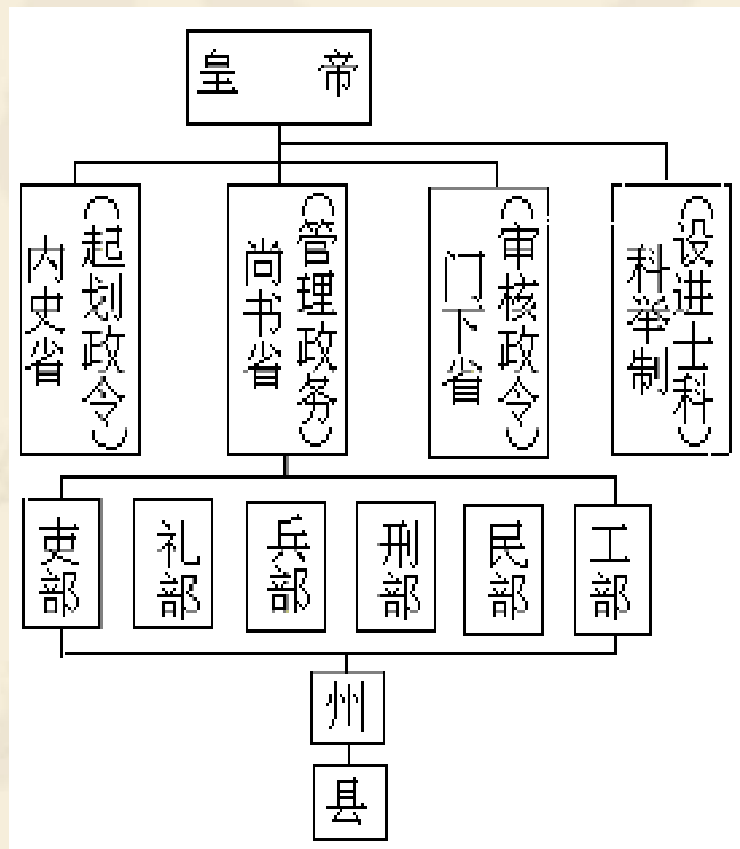 皇 帝
内史省
（起划政令）
尚书省
（管理政务）
门下省
（审核政令）
科举制
（设进士科）
吏部
礼部
兵部
刑部
民部
工部
州
县